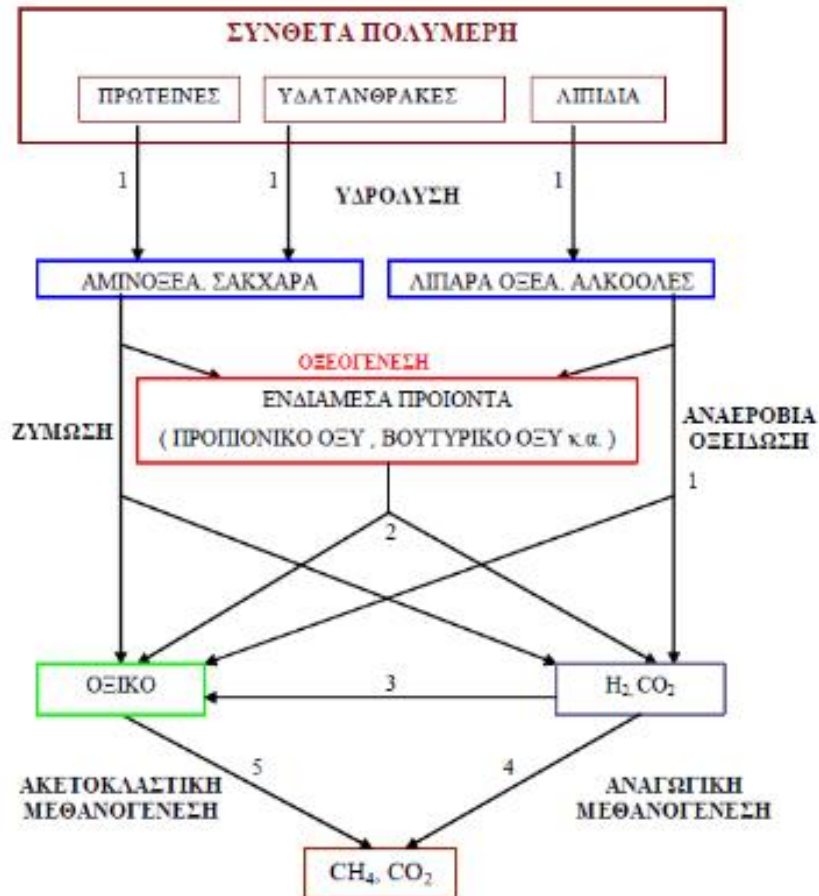 ΣΥΝΘΕΤΑ ΠΟΛΥΜΕΡΗ
ΠΡΩΤΕΙΝΕΣ
ΥΔΑΤΑΝΘΡΑΚΕΣ
ΛΙΠΙΔΙΑ
1
1
1
ΥΔΡΟΛΥΣΗ
ΑΜΙΝΟΞΕΑ. ΣΑΚΧΑΡΑ
ΛΙΠΑΡΑ ΟΞΕΑ. ΑΛΚΟΟΛΕΣ
ΟΞΕΟΓΕΝΕΣΗ
ΕΝΔΙΑΜΕΣΑ ΠΡΟΙΟΝΤΑ
( ΠΡΟΠΙΟΝΙΚΟ ΟΞΥ , ΒΟΥΤΥΡΙΚΟ ΟΞΥ κ.α. )
ΖΥΜΩΣΗ
ΑΝΑΕΡΟΒΙΑ
ΟΞΕΙΔΩΣΗ
1
2
ΟΞΙΚΟ
3
H₂, CO₂
5
4
ΑΚΕΤΟΚΛΑΣΤΙΚΗ
ΜΕΘΑΝΟΓΕΝΕΣΗ
ΑΝΑΓΩΓΙΚΗ
ΜΕΘΑΝΟΓΕΝΕΣΗ
CH₄, CO₂